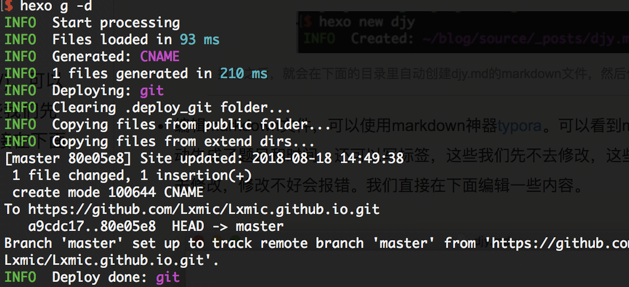 $ hexo g -d
INFO  Start processing
INFO  Files loaded in 93 ms
INFO  Generated: CNAME
INFO  1 files generated in 210 ms
INFO  Deploying: git
INFO  Clearing .deploy_git folder...
INFO  Copying files from public folder...
INFO  Copying files from extend dirs...
[master 80e05e8] Site updated: 2018-08-18 14:49:38
 1 file changed, 1 insertion(+)
 create mode 100644 CNAME
To https://github.com/Lxmic/Lxmic.github.io.git
   a9cdc17..80e05e8  HEAD -> master
Branch 'master' set up to track remote branch 'master' from 'https://github.com/
Lxmic/Lxmic.github.io.git'.
INFO  Deploy done: git
$ hexo new djy
INFO  Created: ~/blog/source/_posts/djy.m
就会在下面的目录里自动创建djy.md的markdown文件，然后
可以使用markdown神器typora。可以看到m
标签，这些我们先不去修改，这些
修改不好会报错。我们直接在下面编辑一些内容。